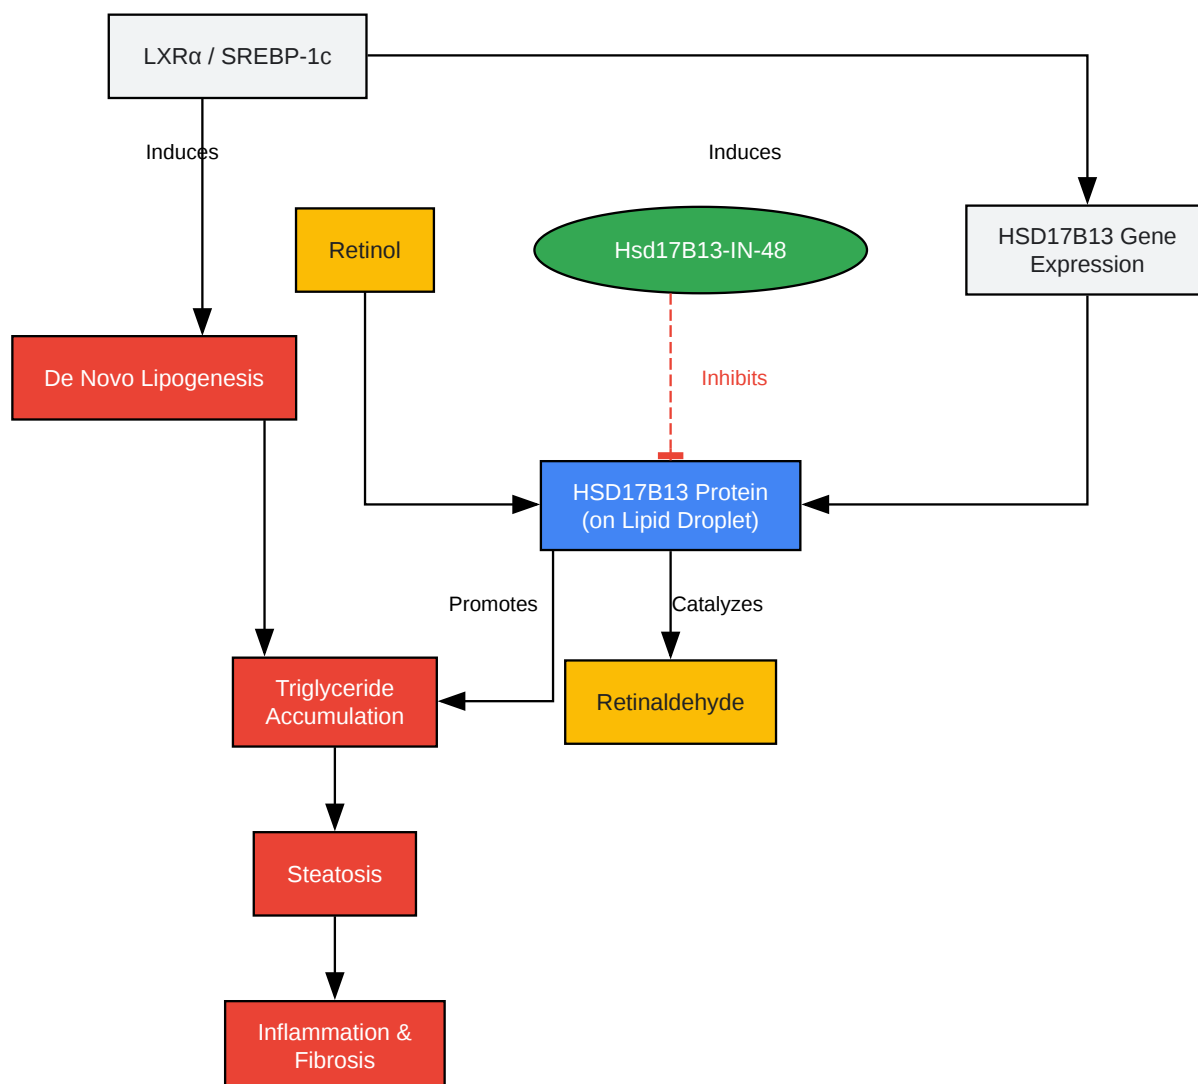 LXRα / SREBP-1c
Induces
Induces
Retinol
Hsd17B13-IN-48
HSD17B13 Gene
Expression
De Novo Lipogenesis
Inhibits
HSD17B13 Protein
(on Lipid Droplet)
Promotes
Catalyzes
Triglyceride
Accumulation
Retinaldehyde
Steatosis
Inflammation &
Fibrosis